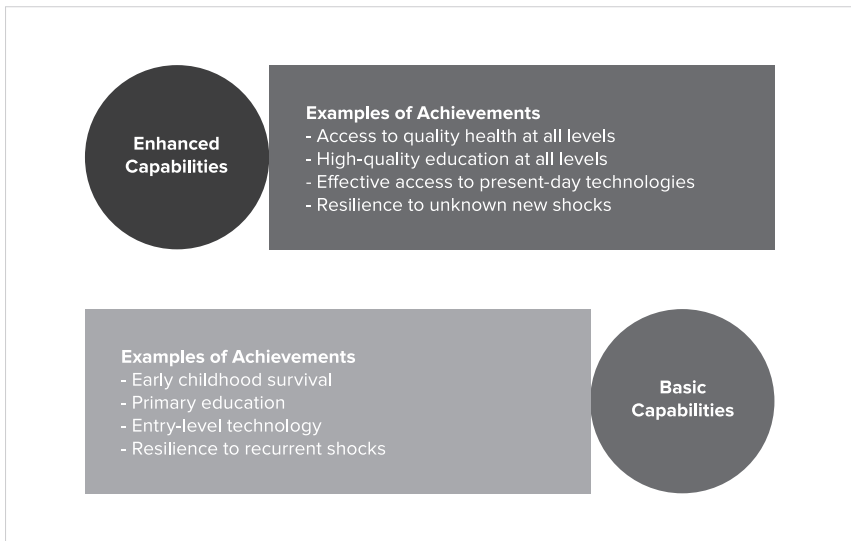 Enhanced
Capabilities
Examples of Achievements
- Access to quality health at all levels
- High-quality education at all levels
- Effective access to present-day technologies
- Resilience to unknown new shocks
Examples of Achievements
- Early childhood survival
- Primary education
- Entry-level technology
- Resilience to recurrent shocks
Basic
Capabilities